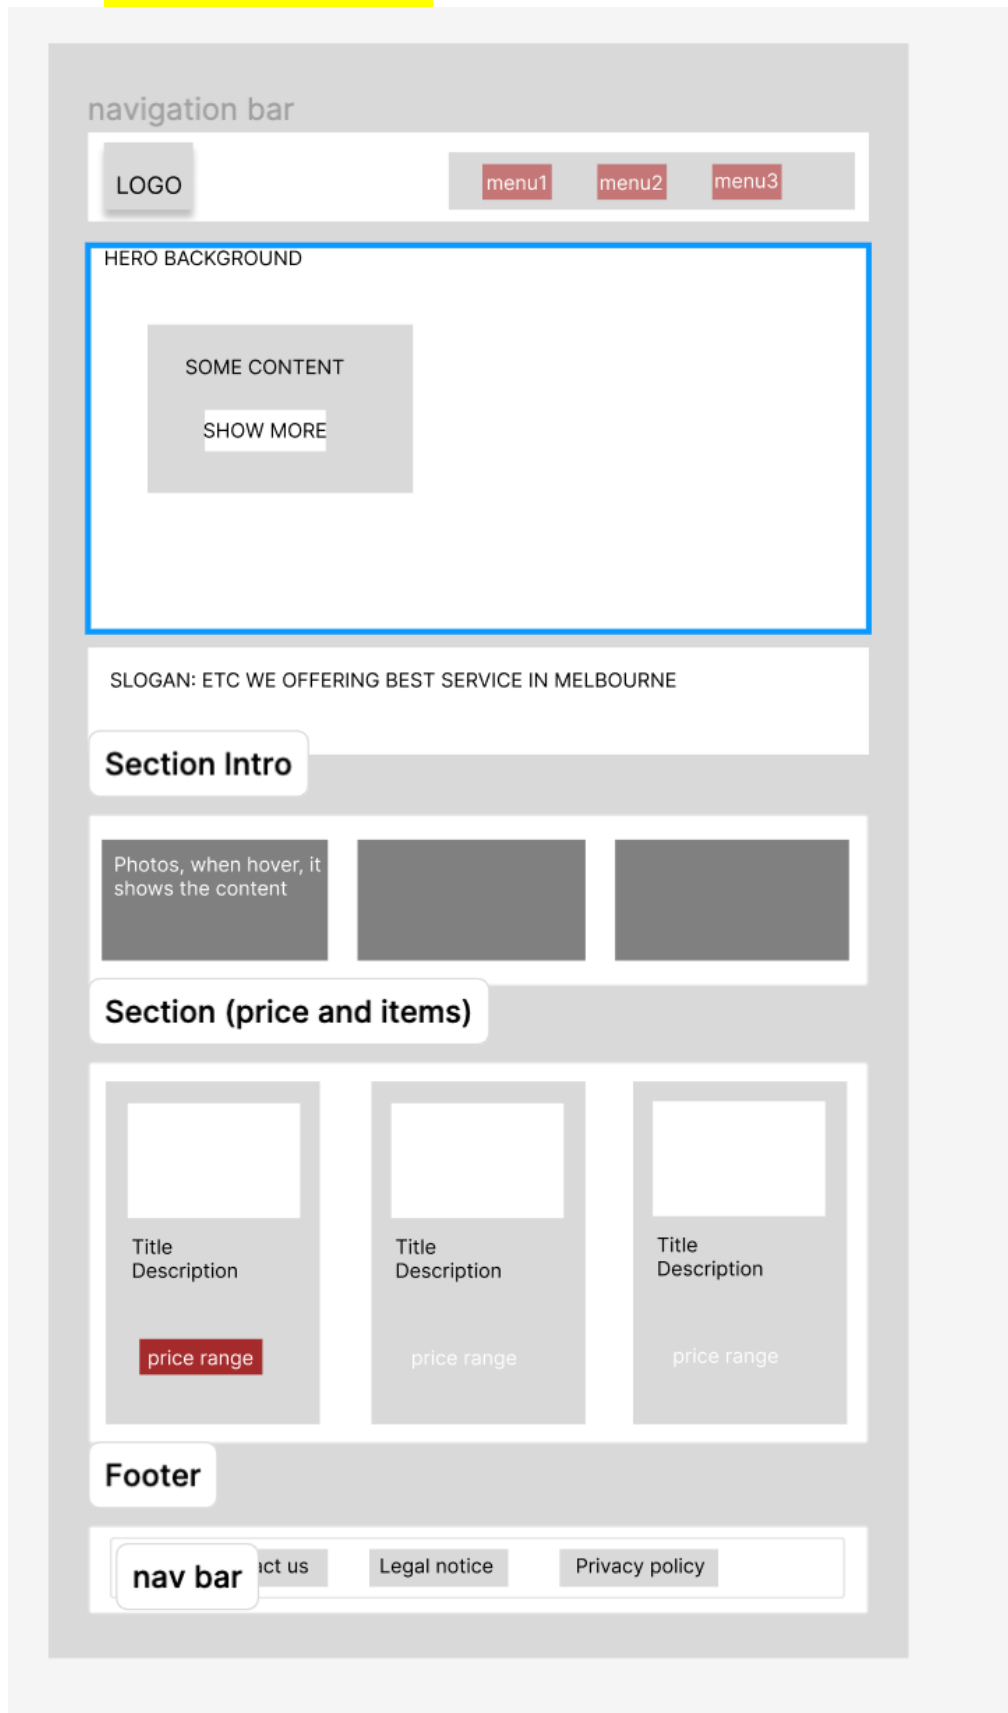 navigation bar
LOGO
menu1
menu2
menu3
HERO BACKGROUND
SOME CONTENT
SHOW MORE
SLOGAN: ETC WE OFFERING BEST SERVICE IN MELBOURNE
Section Intro
Photos, when hover, it
shows the content
Section (price and items)
Title
Description
price range
Title
Description
price range
Title
Description
price range
Footer
nav bar
us
Legal notice
Privacy policy